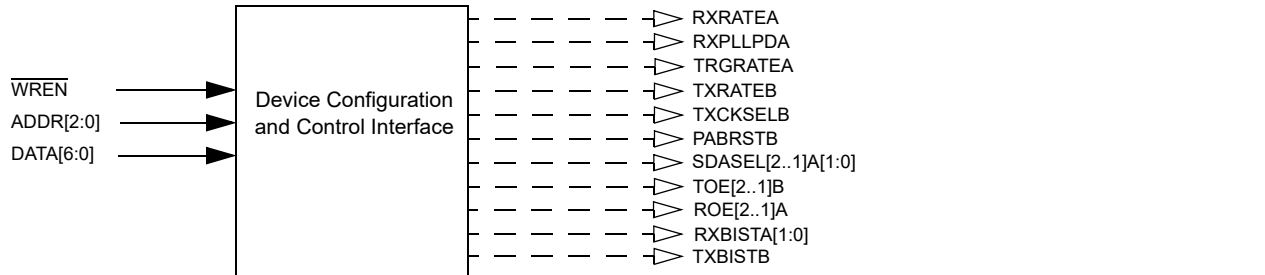 WREN
ADDR[2:0]
DATA[6:0]
Device Configuration
and Control Interface
RXRATEA
RXPLLPDA
TRGRATEA
TXRATEB
TXCKSELB
PABRSTB
SDASEL[2..1]A[1:0]
TOE[2..1]B
ROE[2..1]A
RXBISTA[1:0]
TXBISTB